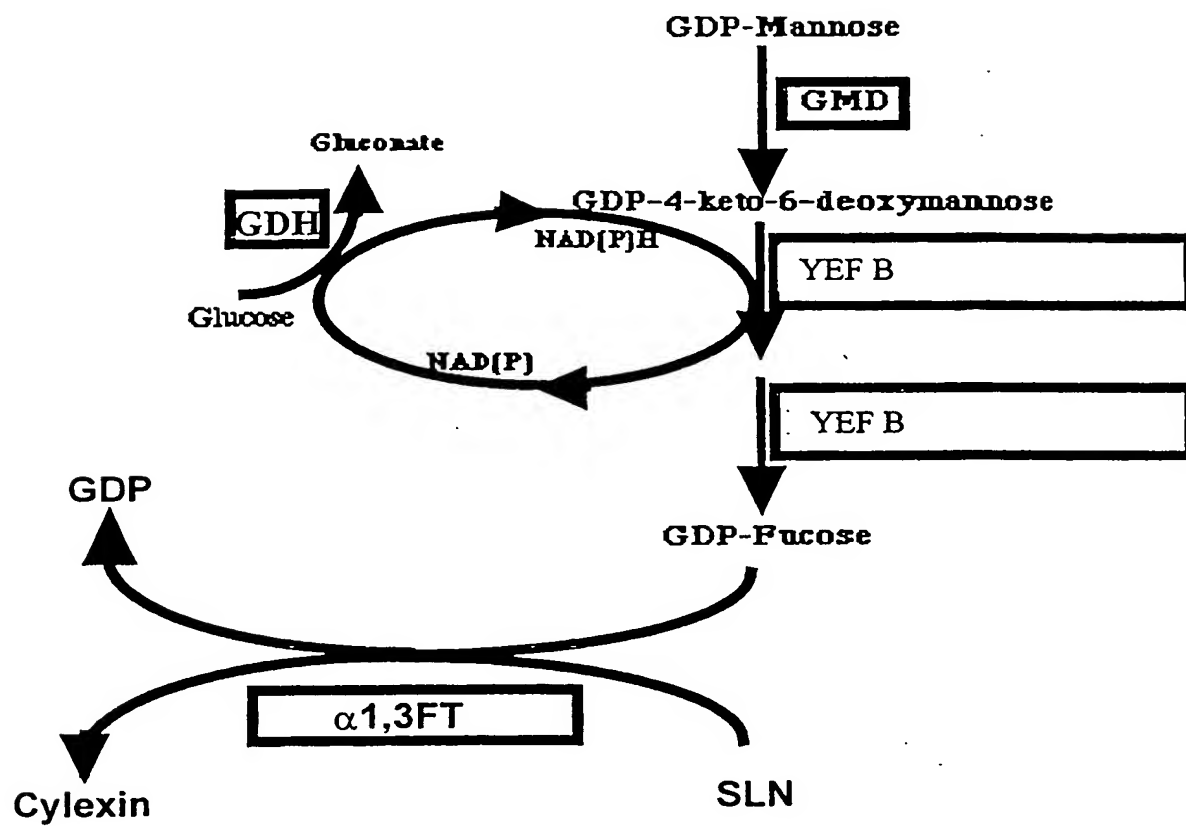 GDP-Mannose
GMD
Gluconate
GDH
GDP-4-keto-6-deoxymannose
NAD(P)H
YEF B
Glucose
NAD(P)
YEF B
GDP
GDP-Fucose
α1,3FT
SLN
Cylexin